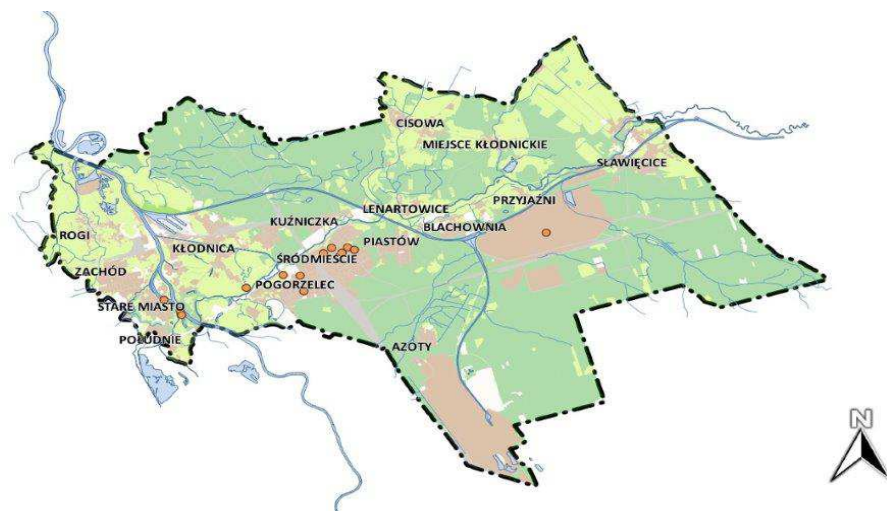 CISOWA
MIEJSCE KŁODNICKIE
SŁAWIĘCICE
PRZYJAŹNI
LENARTOWICE
KUŹNICZKA
BLACHOWNIA
ROGI
PIASTÓW
KŁODNICA
ŚRÓDMIEŚCIE
ZACHÓD
POGORZELEC
STARE MIASTO
POŁUDNIE
AZOTY
N